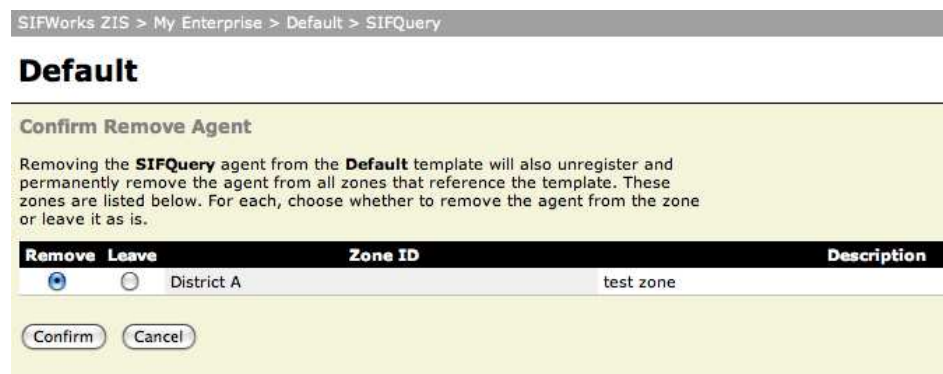 SIFWorks ZIS > My Enterprise > Default > SIFQuery
Default
Confirm Remove Agent
Removing the SIFQuery agent from the Default template will also unregister and
permanently remove the agent from all zones that reference the template. These
zones are listed below. For each, choose whether to remove the agent from the zone
or leave it as is.
Remove Leave Zone ID Description
District A test zone
Confirm Cancel